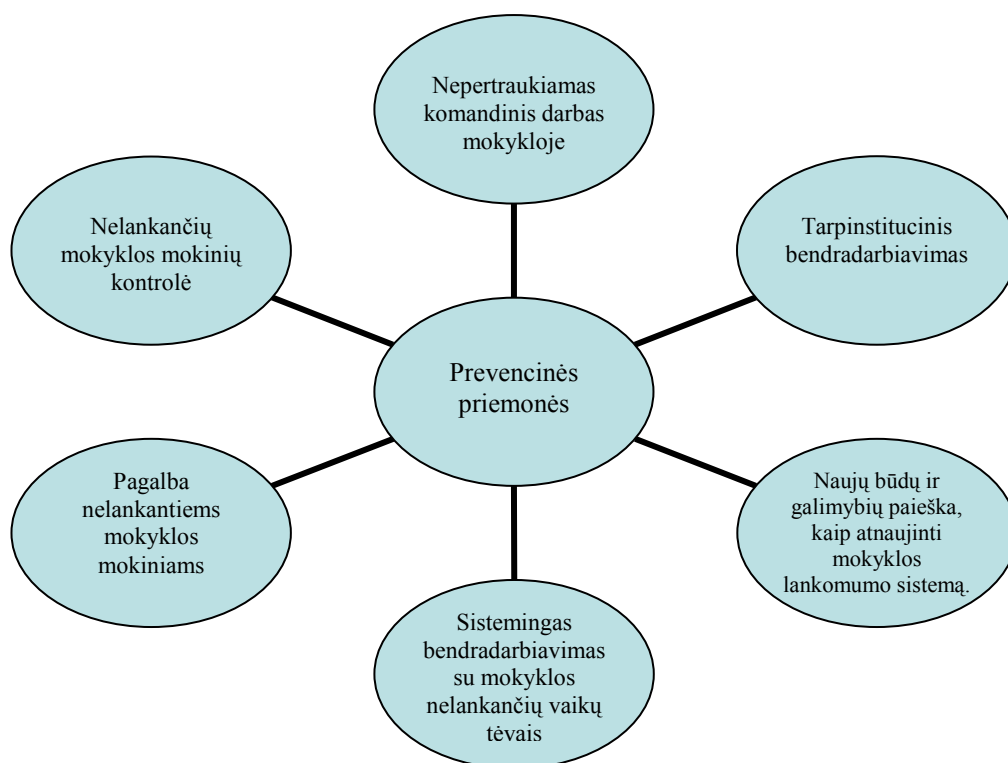 Nepertraukiamas
komandinis darbas
mokykloje
Nelankančių
mokyklos mokinių
kontrolė
Tarpinstitucinis
bendradarbiavimas
Prevencinės
priemonės
Pagalba
nelankantiems
mokyklos
mokiniams
Naujų būdų ir
galimybių paieška,
kaip atnaujinti
mokyklos
lankomumo sistemą.
Sistemingas
bendradarbiavimas
su mokyklos
nelankančių vaikų
tėvais